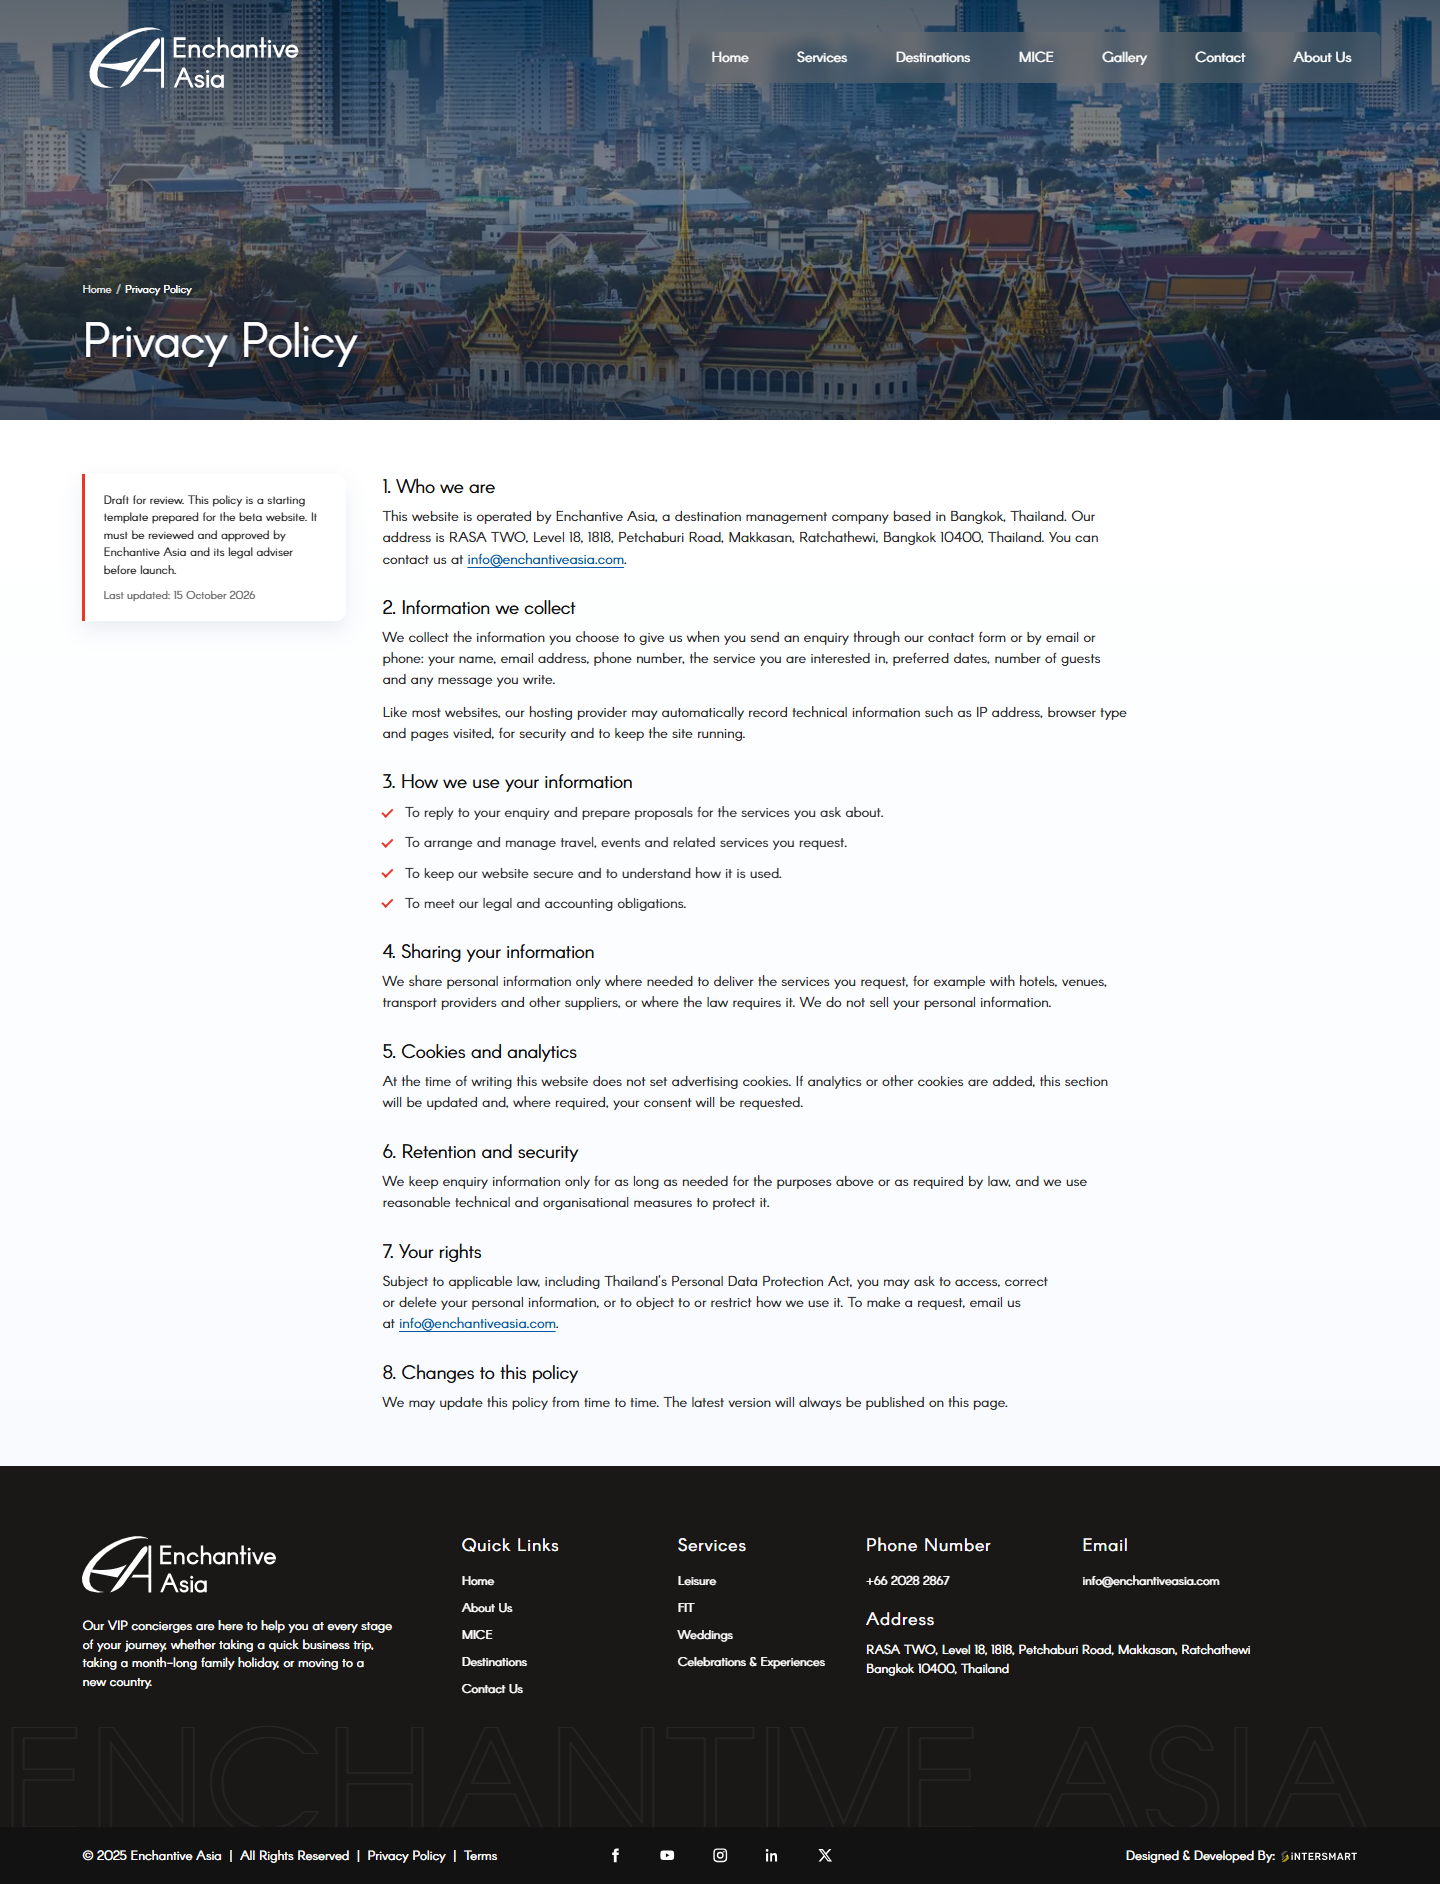 Enchantive
Asia
Home
Services
Destinations
MICE
Gallery
Contact
About Us
Home / Privacy Policy
Privacy Policy
Draft for review. This policy is a starting
template prepared for the beta website. It
must be reviewed and approved by
Enchantive Asia and its legal adviser
before launch.
Last updated: 15 October 2026
1. Who we are
This website is operated by Enchantive Asia, a destination management company based in Bangkok, Thailand. Our
address is RASA TWO, Level 18, 1818, Petchaburi Road, Makkasan, Ratchathewi, Bangkok 10400, Thailand. You can
contact us at info@enchantiveasia.com.
2. Information we collect
We collect the information you choose to give us when you send an enquiry through our contact form or by email or
phone: your name, email address, phone number, the service you are interested in, preferred dates, number of guests
and any message you write.
Like most websites, our hosting provider may automatically record technical information such as IP address, browser type
and pages visited, for security and to keep the site running.
3. How we use your information
To reply to your enquiry and prepare proposals for the services you ask about.
To arrange and manage travel, events and related services you request.
To keep our website secure and to understand how it is used.
To meet our legal and accounting obligations.
4. Sharing your information
We share personal information only where needed to deliver the services you request, for example with hotels, venues,
transport providers and other suppliers, or where the law requires it. We do not sell your personal information.
5. Cookies and analytics
At the time of writing this website does not set advertising cookies. If analytics or other cookies are added, this section
will be updated and, where required, your consent will be requested.
6. Retention and security
We keep enquiry information only for as long as needed for the purposes above or as required by law, and we use
reasonable technical and organisational measures to protect it.
7. Your rights
Subject to applicable law, including Thailand's Personal Data Protection Act, you may ask to access, correct
or delete your personal information, or to object to or restrict how we use it. To make a request, email us
at info@enchantiveasia.com.
8. Changes to this policy
We may update this policy from time to time. The latest version will always be published on this page.
Enchantive
Asia
Our VIP concierges are here to help you at every stage
of your journey, whether taking a quick business trip,
taking a month-long family holiday, or moving to a
new country.
Quick Links
Home
About Us
MICE
Destinations
Contact Us
Services
Leisure
FIT
Weddings
Celebrations & Experiences
Phone Number
+66 2028 2867
Email
info@enchantiveasia.com
Address
RASA TWO, Level 18, 1818, Petchaburi Road, Makkasan, Ratchathewi
Bangkok 10400, Thailand
ENCHANTIVE ASIA
© 2025 Enchantive Asia | All Rights Reserved | Privacy Policy | Terms
Designed & Developed By: iNTERSMART